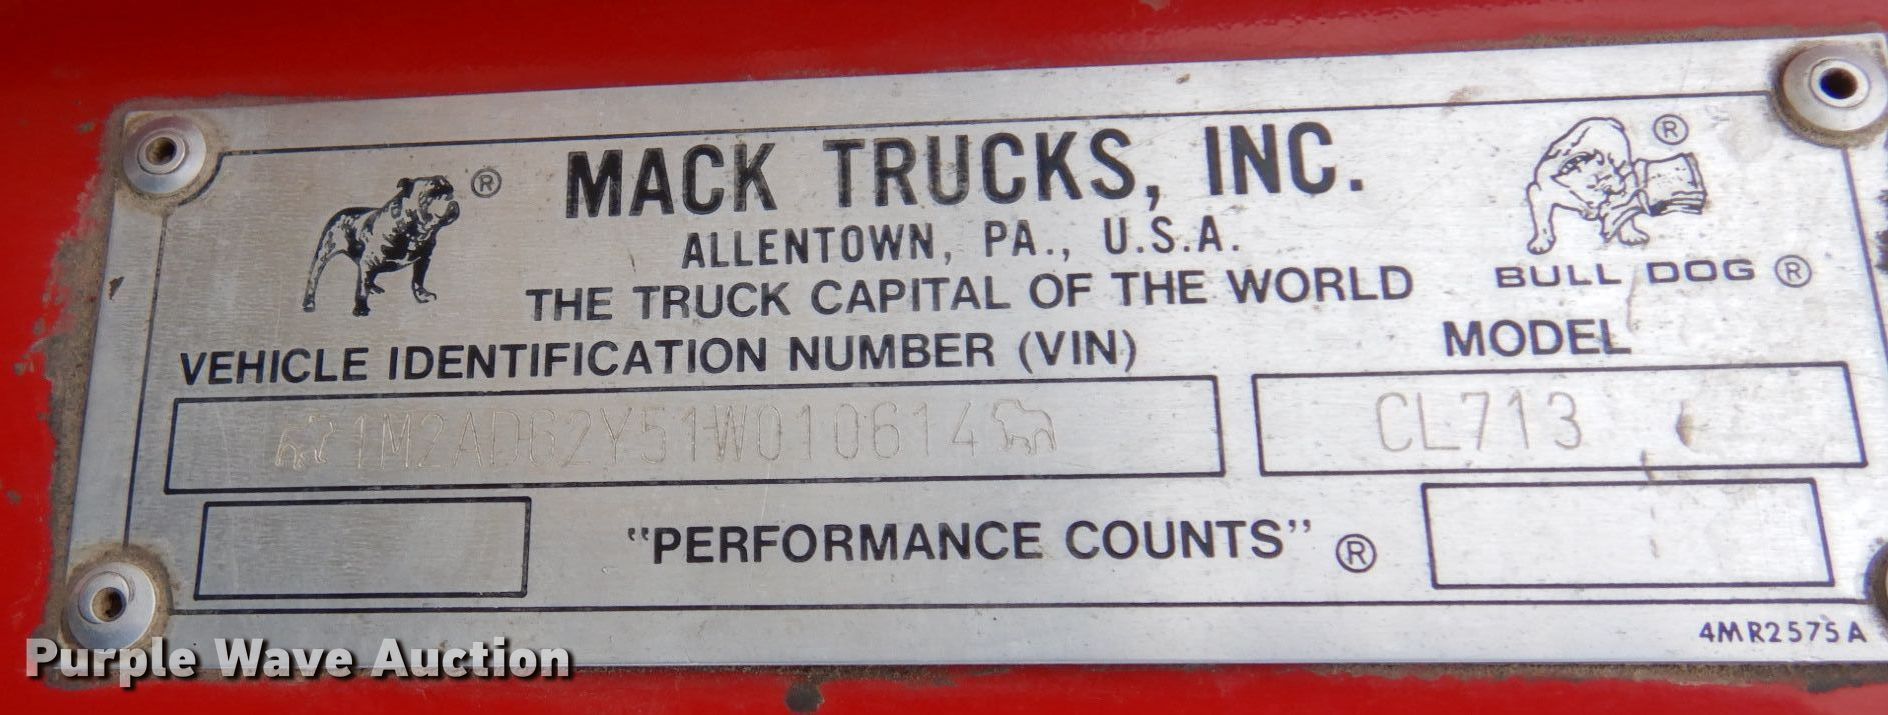 ® MACK TRUCKS, INC. ®
ALLENTOWN, PA., U.S.A.
BULL DOG ®
THE TRUCK CAPITAL OF THE WORLD
VEHICLE IDENTIFICATION NUMBER (VIN) MODEL
1M2AD62Y51W010614 CL713
"PERFORMANCE COUNTS" ®
4MR2575A
Purple Wave Auction